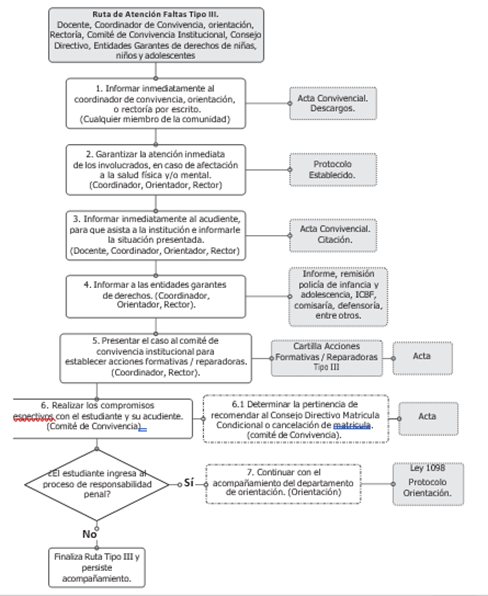 Ruta de Atención Faltas Tipo III.
Docente, Coordinador de Convivencia, orientación,
Rectoría, Comité de Convivencia Institucional, Consejo
Directivo, Entidades Garantes de derechos de niñas,
niños y adolescentes
1. Informar inmediatamente al
coordinador de convivencia, orientación,
o rectoría por escrito.
(Cualquier miembro de la comunidad)
Acta Convivencial.
Descargos.
2. Garantizar la atención inmediata
de los involucrados, en caso de afectación
a la salud física y/o mental.
(Coordinador, Orientador, Rector)
Protocolo
Establecido.
3. Informar inmediatamente al acudiente,
para que asista a la institución e informarle
la situación presentada.
(Docente, Coordinador, Orientador, Rector)
Acta Convivencial.
Citación.
4. Informar a las entidades garantes
de derechos. (Coordinador,
Orientador, Rector).
Informe, remisión
policía de infancia y
adolescencia, ICBF,
comisaría, defensoría,
entre otros.
5. Presentar el caso al comité de
convivencia institucional para
establecer acciones formativas / reparadoras.
(Coordinador, Rector).
Cartilla Acciones
Formativas / Reparadoras
Tipo III
Acta
6. Realizar los compromisos
espectivos con el estudiante y su acudiente.
(Comité de Convivencia)
6.1 Determinar la pertinencia de
recomendar al Consejo Directivo Matricula
Condicional o cancelación de matricula.
(comité de Convivencia).
Acta
¿El estudiante ingresa al
proceso de responsabilidad
penal?
Sí
7. Continuar con el
acompañamiento del departamento
de orientación. (Orientación)
Ley 1098
Protocolo
Orientación.
No
Finaliza Ruta Tipo III y
persiste
acompañamiento.